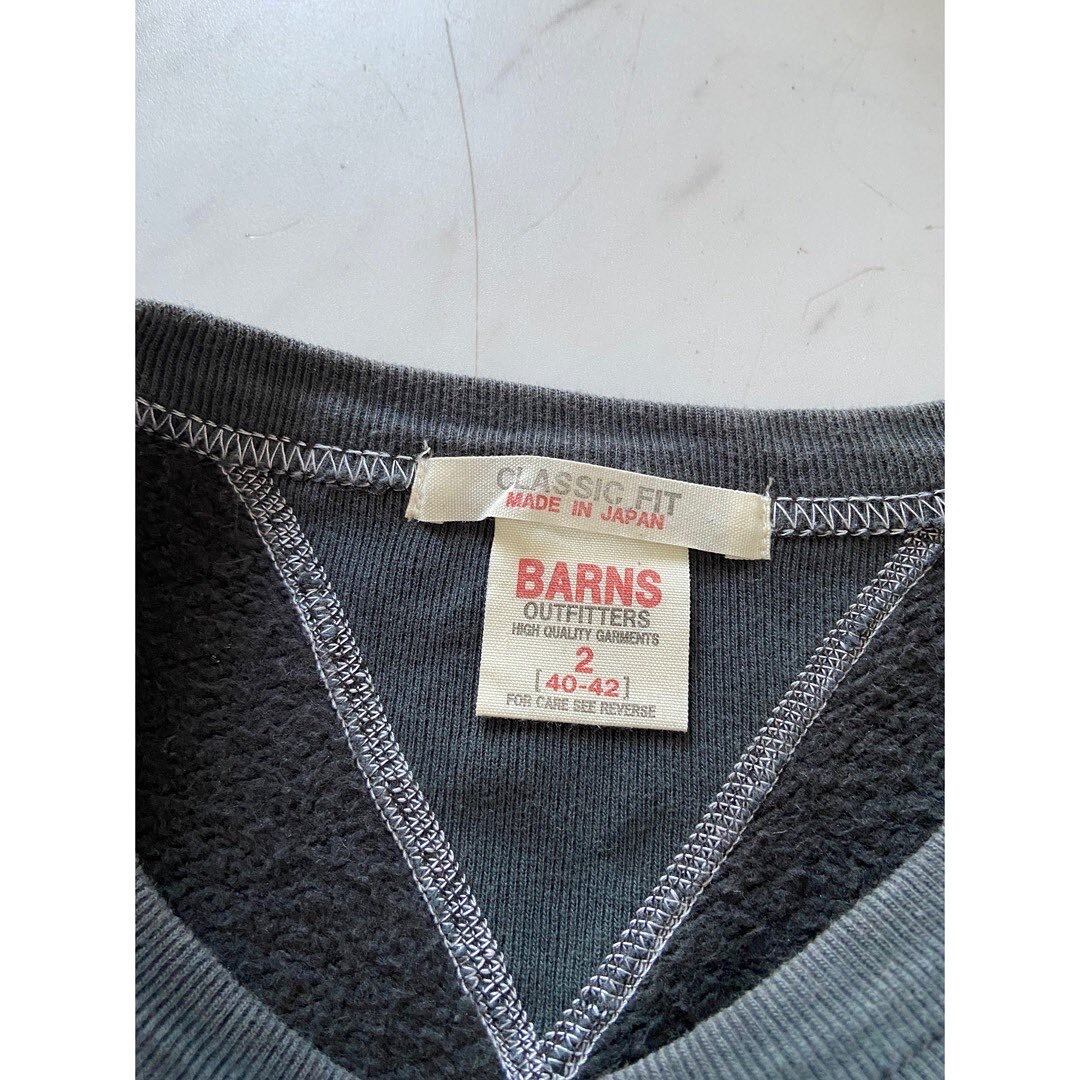 CLASSIC FIT
MADE IN JAPAN
BARNS
OUTFITTERS
HIGH QUALITY GARMENTS
2
[40-42]
FOR CARE SEE REVERSE